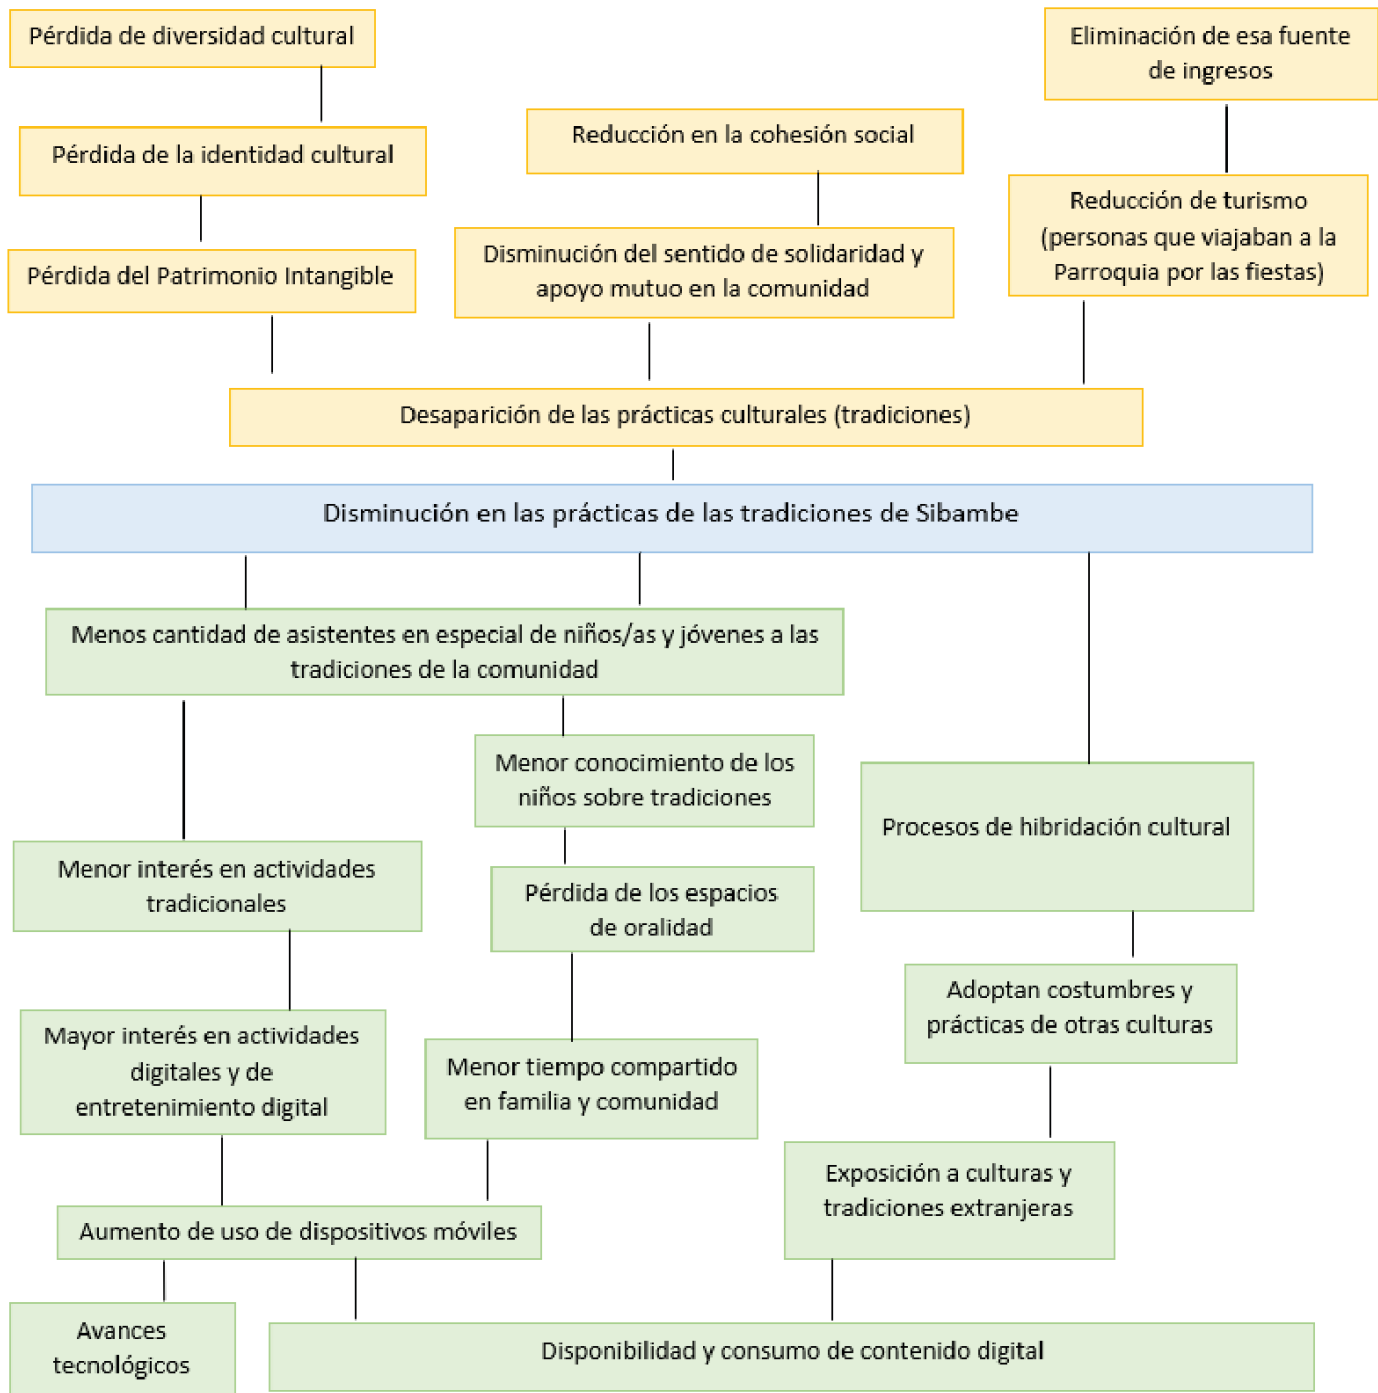 Pérdida de diversidad cultural
Eliminación de esa fuente
de ingresos
Pérdida de la identidad cultural
Reducción en la cohesión social
Reducción de turismo
(personas que viajaban a la
Parroquia por las fiestas)
Pérdida del Patrimonio Intangible
Disminución del sentido de solidaridad y
apoyo mutuo en la comunidad
Desaparición de las prácticas culturales (tradiciones)
Disminución en las prácticas de las tradiciones de Sibambe
Menos cantidad de asistentes en especial de niños/as y jóvenes a las
tradiciones de la comunidad
Menor conocimiento de los
niños sobre tradiciones
Procesos de hibridación cultural
Menor interés en actividades
tradicionales
Pérdida de los espacios
de oralidad
Adoptan costumbres y
prácticas de otras culturas
Mayor interés en actividades
digitales y de
entretenimiento digital
Menor tiempo compartido
en familia y comunidad
Exposición a culturas y
tradiciones extranjeras
Aumento de uso de dispositivos móviles
Avances
tecnológicos
Disponibilidad y consumo de contenido digital